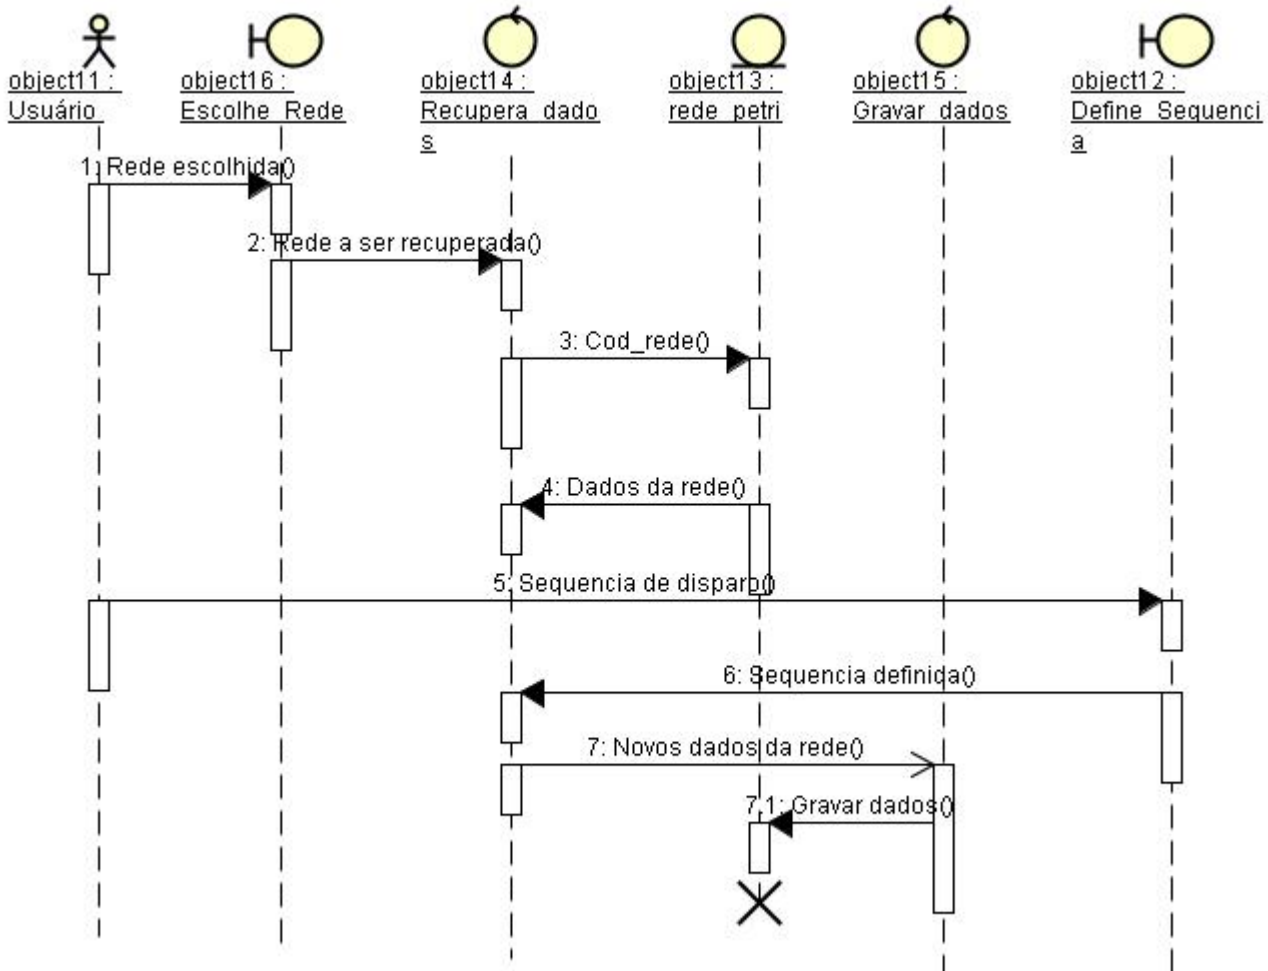 object11 :
Usuário
object16 :
Escolhe_Rede
object14 :
Recupera_dado
s
object13 :
rede_petri
object15 :
Gravar_dados
object12 :
Define_Sequenci
a
1: Rede escolhida()
2: Rede a ser recuperada()
3: Cod_rede()
4: Dados da rede()
5: Sequencia de disparo()
6: Sequencia definida()
7: Novos dados da rede()
7.1: Gravar dados()